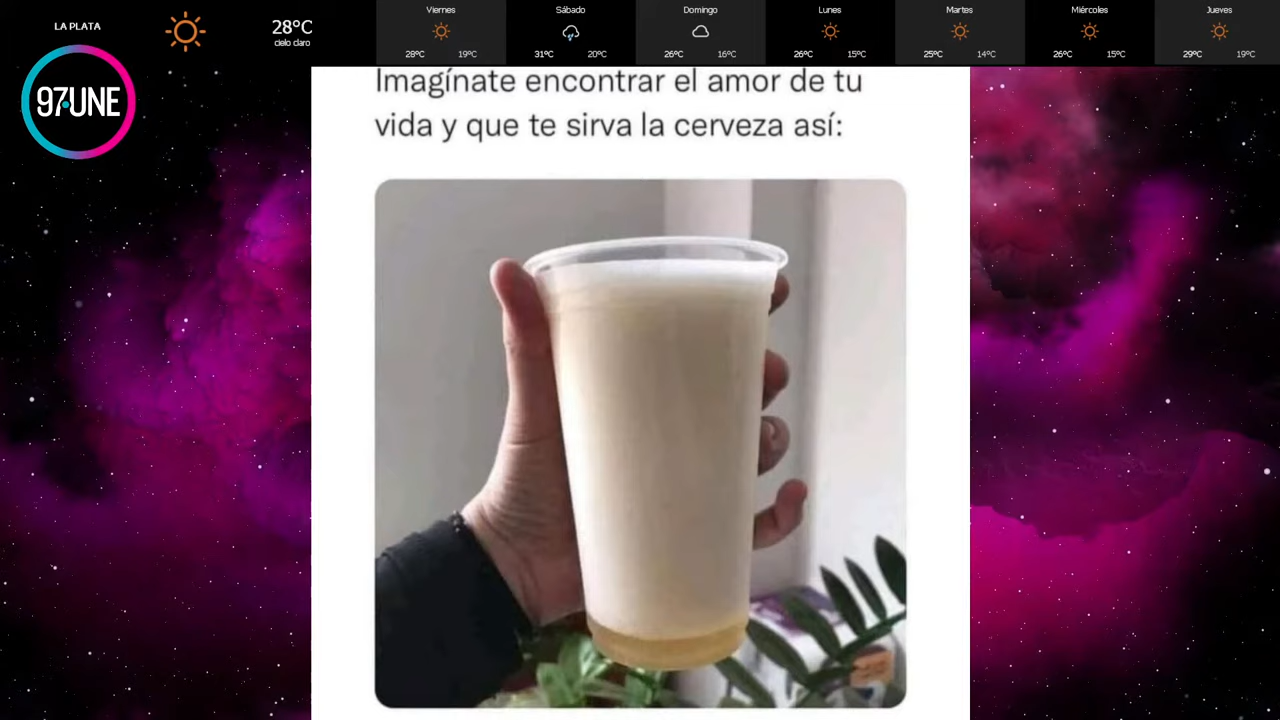 LA PLATA
28°C
cielo claro
97.UNE
Viernes
28°C 19°C
Sábado
31°C 20°C
Domingo
26°C 16°C
Lunes
26°C 15°C
Martes
25°C 14°C
Miércoles
26°C 15°C
Jueves
29°C 19°C
Imagínate encontrar el amor de tu
vida y que te sirva la cerveza así: